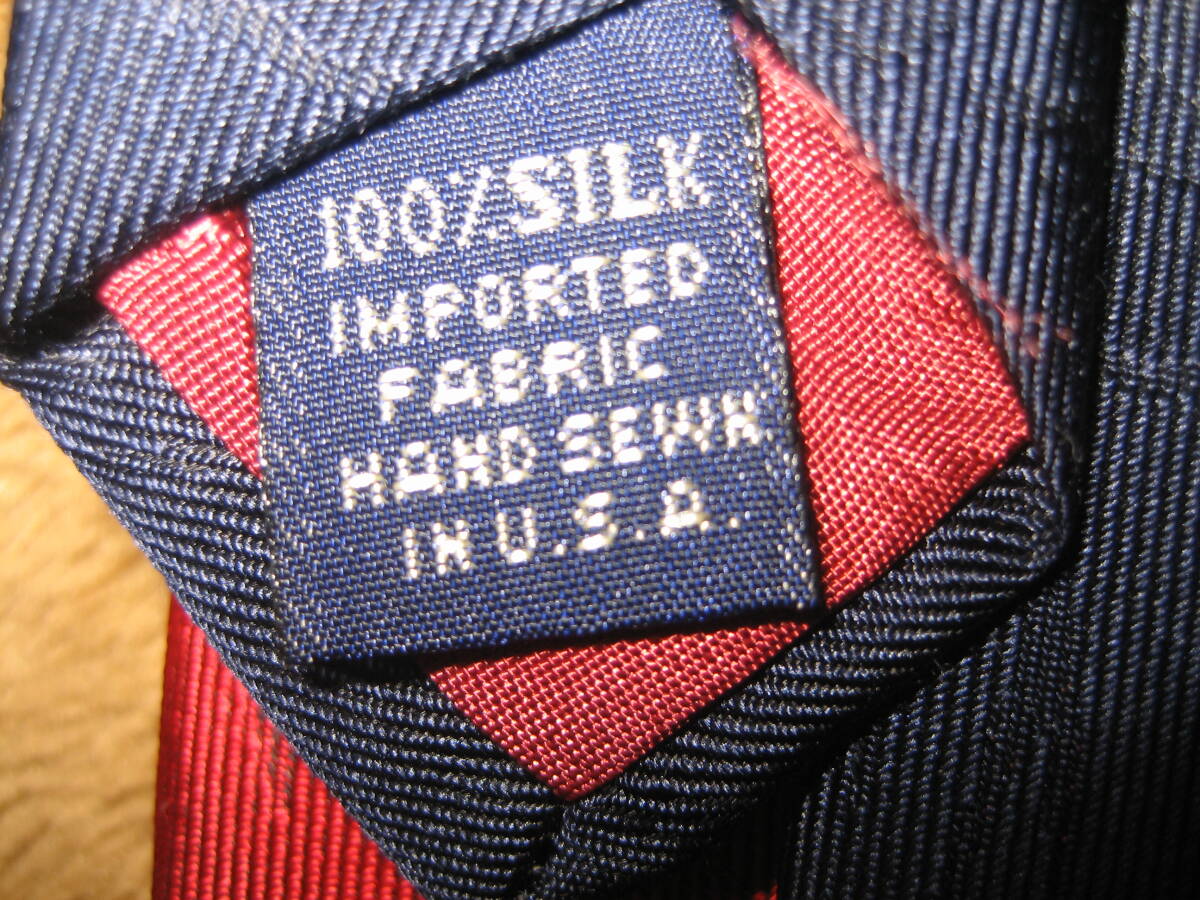 100% SILK
IMPORTED
FABRIC
HAND SEWN
IN U.S.A.